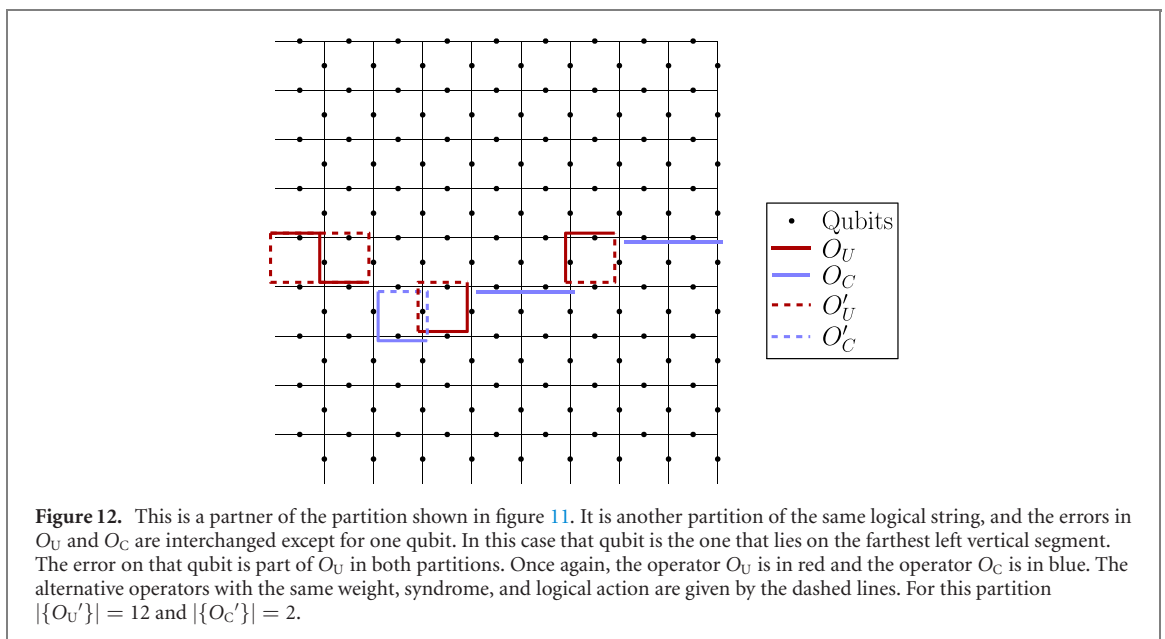 Qubits
O_U
O_C
O′_U
O′_C
Figure 12. This is a partner of the partition shown in figure 11. It is another partition of the same logical string, and the errors in
O_U and O_C are interchanged except for one qubit. In this case that qubit is the one that lies on the farthest left vertical segment.
The error on that qubit is part of O_U in both partitions. Once again, the operator O_U is in red and the operator O_C is in blue. The
alternative operators with the same weight, syndrome, and logical action are given by the dashed lines. For this partition
|{O_U′}| = 12 and |{O_C′}| = 2.